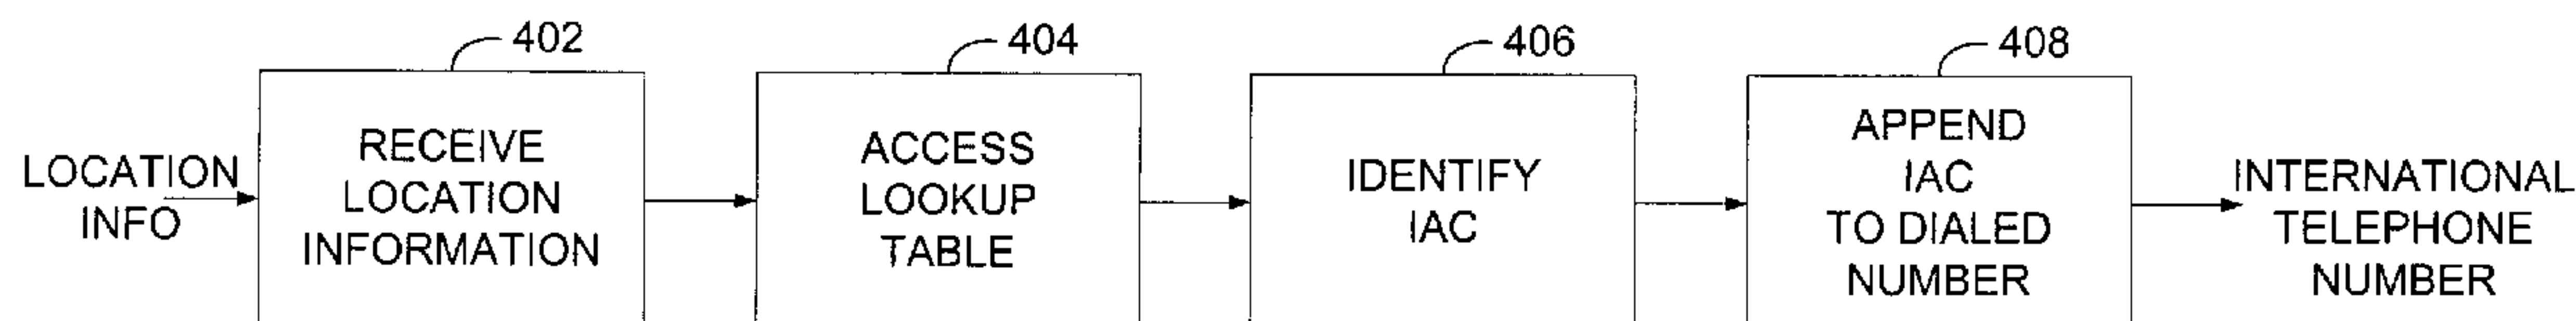 402
404
406
408
LOCATION
INFO
RECEIVE
LOCATION
INFORMATION
ACCESS
LOOKUP
TABLE
IDENTIFY
IAC
APPEND
IAC
TO DIALED
NUMBER
INTERNATIONAL
TELEPHONE
NUMBER